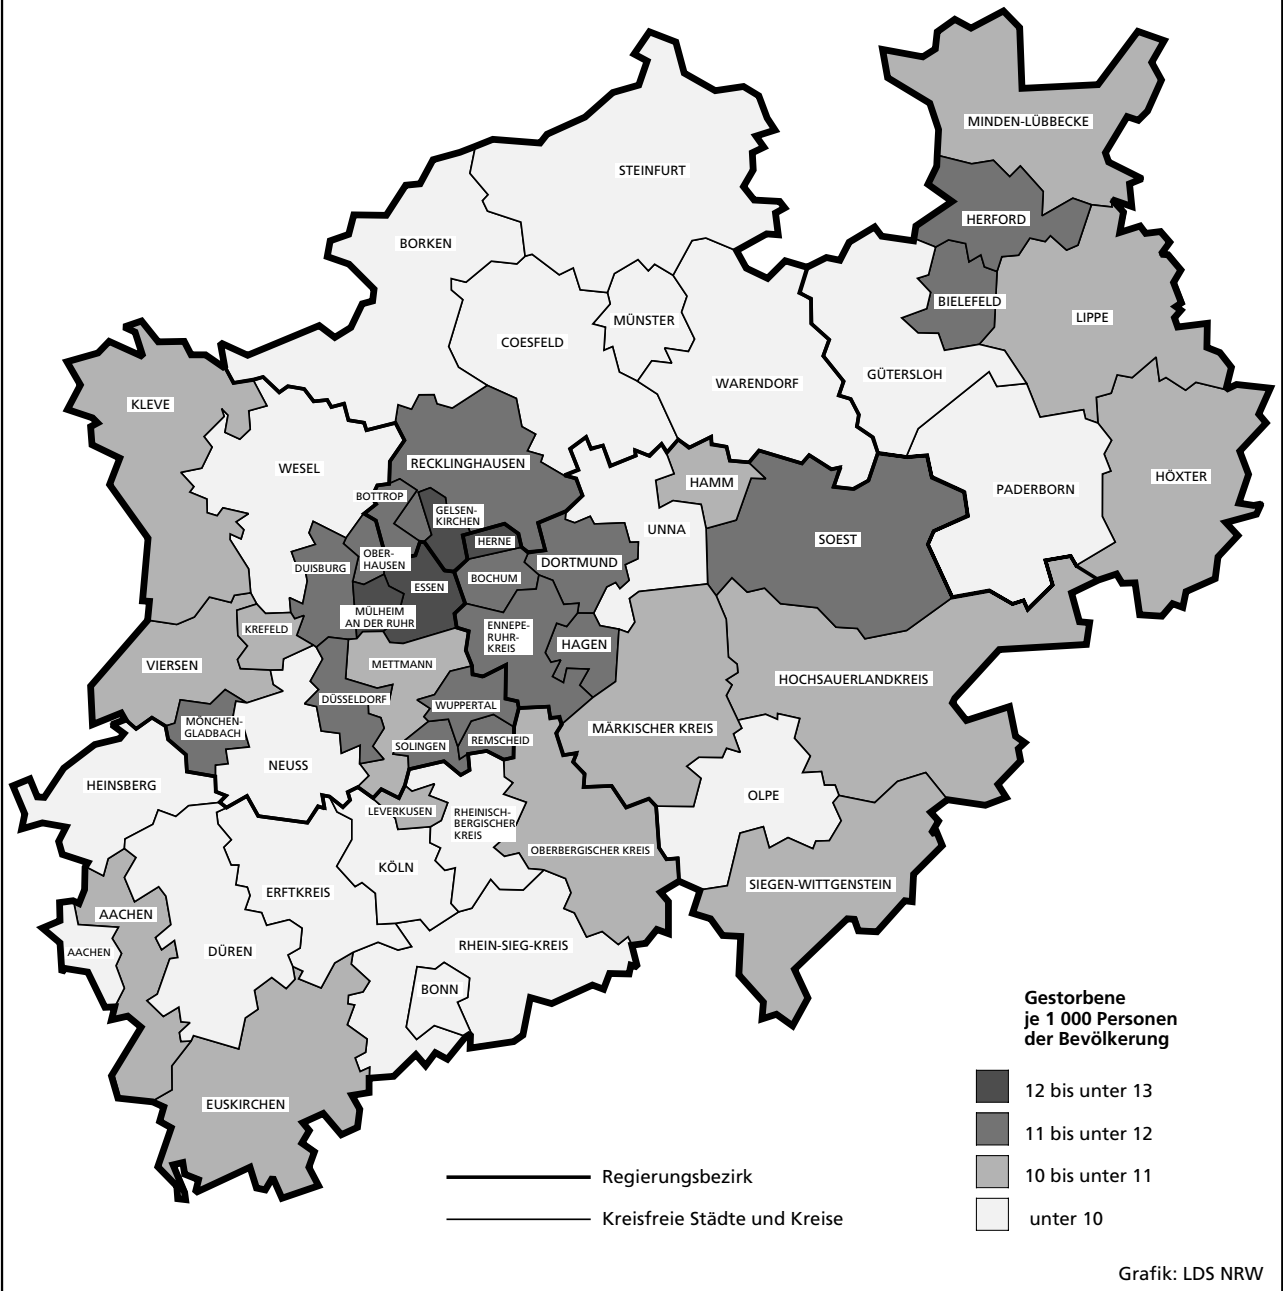 MINDEN-LÜBBECKE
STEINFURT
HERFORD
BORKEN
BIELEFELD
LIPPE
MÜNSTER
COESFELD
GÜTERSLOH
WARENDORF
KLEVE
RECKLINGHAUSEN
WESEL
HÖXTER
HAMM
PADERBORN
BOTTROP
GELSEN-
KIRCHEN
UNNA
SOEST
HERNE
OBER-
HAUSEN
DORTMUND
DUISBURG
BOCHUM
ESSEN
MÜLHEIM
AN DER RUHR
KREFELD
ENNEPE-
RUHR-
KREIS
HAGEN
VIERSEN
METTMANN
HOCHSAUERLANDKREIS
DÜSSELDORF
WUPPERTAL
MÖNCHEN-
GLADBACH
MÄRKISCHER KREIS
SOLINGEN
REMSCHEID
NEUSS
HEINSBERG
OLPE
LEVERKUSEN
RHEINISCH-
BERGISCHER
KREIS
OBERBERGISCHER KREIS
KÖLN
SIEGEN-WITTGENSTEIN
ERFTKREIS
AACHEN
RHEIN-SIEG-KREIS
AACHEN
DÜREN
BONN
EUSKIRCHEN
Gestorbene
je 1 000 Personen
der Bevölkerung
12 bis unter 13
11 bis unter 12
10 bis unter 11
unter 10
Regierungsbezirk
Kreisfreie Städte und Kreise
Grafik: LDS NRW